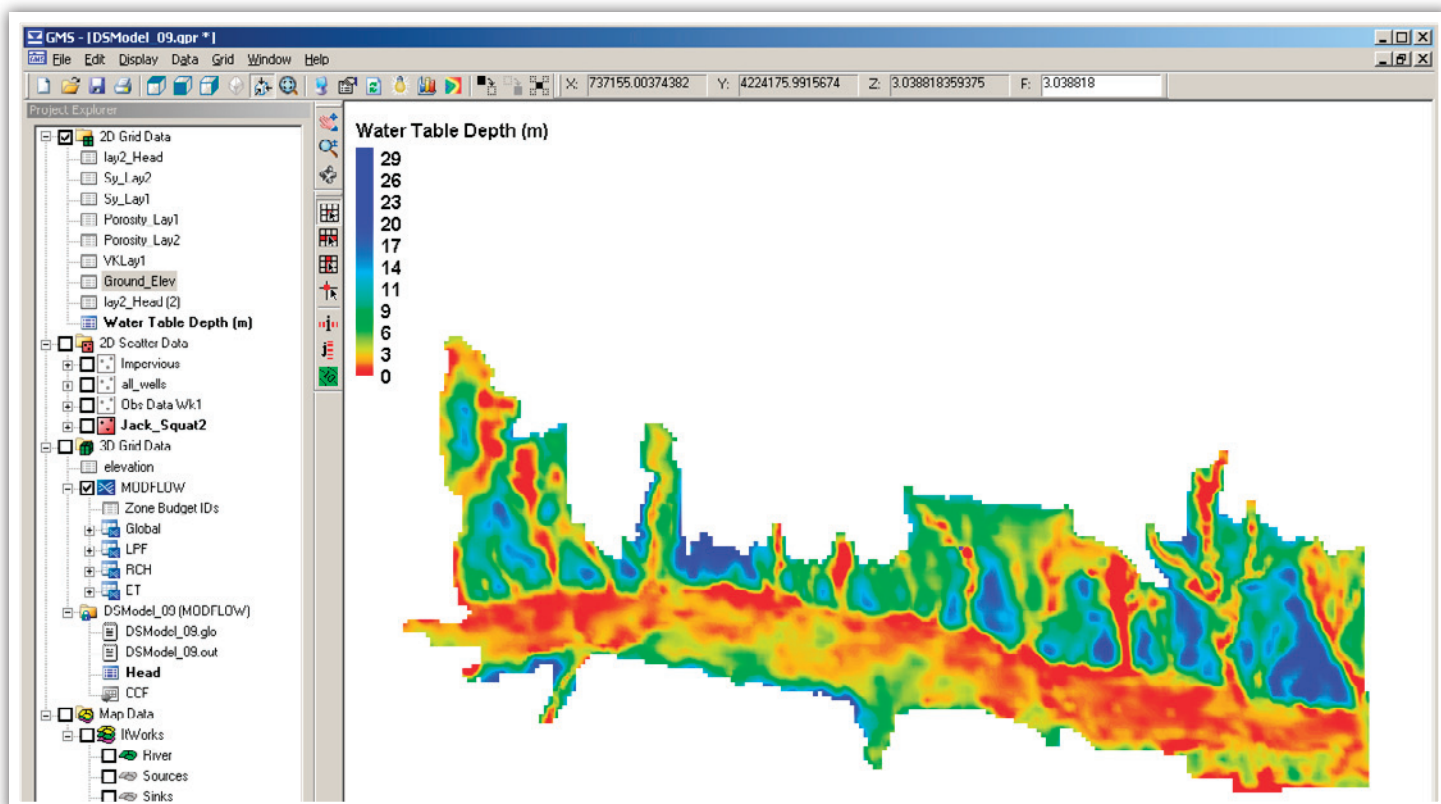 GMS - [DSModel_09.gpr *]
File Edit Display Data Grid Window Help
X: 737155.00374382 Y: 4224175.9915674 Z: 3.038818359375 F: 3.038818
Project Explorer
2D Grid Data
lay2_Head
Sy_Lay2
Sy_Lay1
Porosity_Lay1
Porosity_Lay2
VKLay1
Ground_Elev
lay2_Head (2)
Water Table Depth (m)
2D Scatter Data
Impervious
all_wells
Obs Data Wk1
Jack_Squat2
3D Grid Data
elevation
MODFLOW
Zone Budget IDs
Global
LPF
RCH
ET
DSModel_09 (MODFLOW)
DSModel_09.glo
DSModel_09.out
Head
CCF
Map Data
ItWorks
River
Sources
Sinks
Water Table Depth (m)
29
26
23
20
17
14
11
9
6
3
0